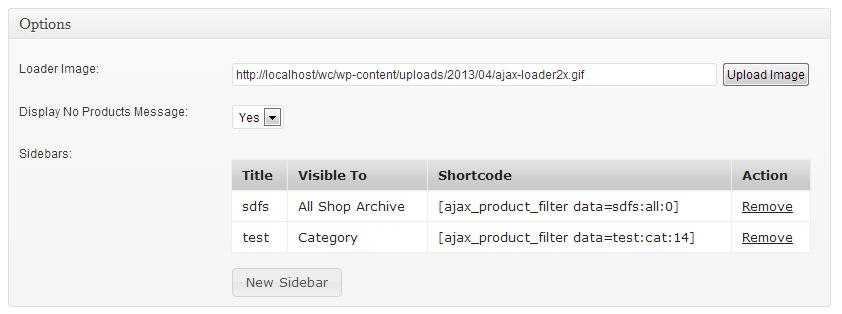 Options
Loader Image: http://localhost/wc/wp-content/uploads/2013/04/ajax-loader2x.gif Upload Image
Display No Products Message: Yes
Sidebars:
Title Visible To Shortcode Action
sdfs All Shop Archive [ajax_product_filter data=sdfs:all:0] Remove
test Category [ajax_product_filter data=test:cat:14] Remove
New Sidebar